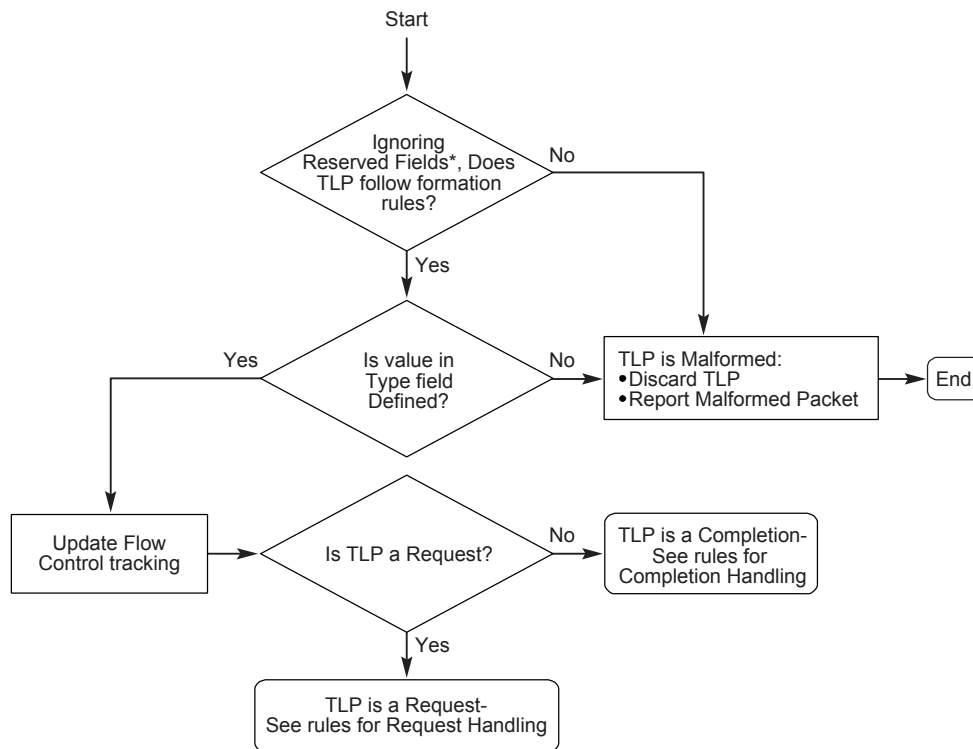 Start
Ignoring
Reserved Fields*, Does
TLP follow formation
rules?
No
Yes
Is value in
Type field
Defined?
Yes
No
TLP is Malformed:
•Discard TLP
•Report Malformed Packet
End
Update Flow
Control tracking
Is TLP a Request?
No
TLP is a Completion-
See rules for
Completion Handling
Yes
TLP is a Request-
See rules for Request Handling